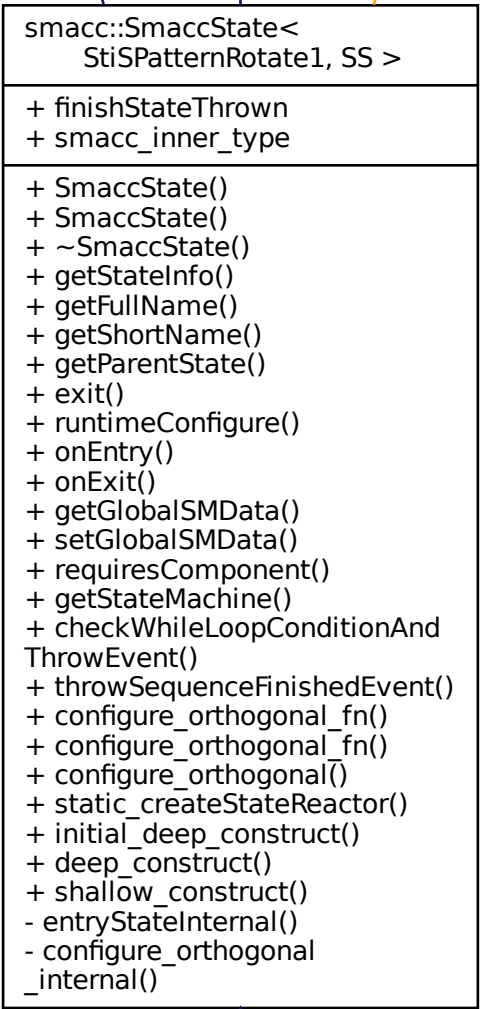 smacc::SmaccState<
StiSPatternRotate1, SS >
+ finishStateThrown
+ smacc_inner_type
+ SmaccState()
+ SmaccState()
+ ~SmaccState()
+ getStateInfo()
+ getFullName()
+ getShortName()
+ getParentState()
+ exit()
+ runtimeConfigure()
+ onEntry()
+ onExit()
+ getGlobalSMData()
+ setGlobalSMData()
+ requiresComponent()
+ getStateMachine()
+ checkWhileLoopConditionAnd
ThrowEvent()
+ throwSequenceFinishedEvent()
+ configure_orthogonal_fn()
+ configure_orthogonal_fn()
+ configure_orthogonal()
+ static_createStateReactor()
+ initial_deep_construct()
+ deep_construct()
+ shallow_construct()
- entryStateInternal()
- configure_orthogonal
_internal()